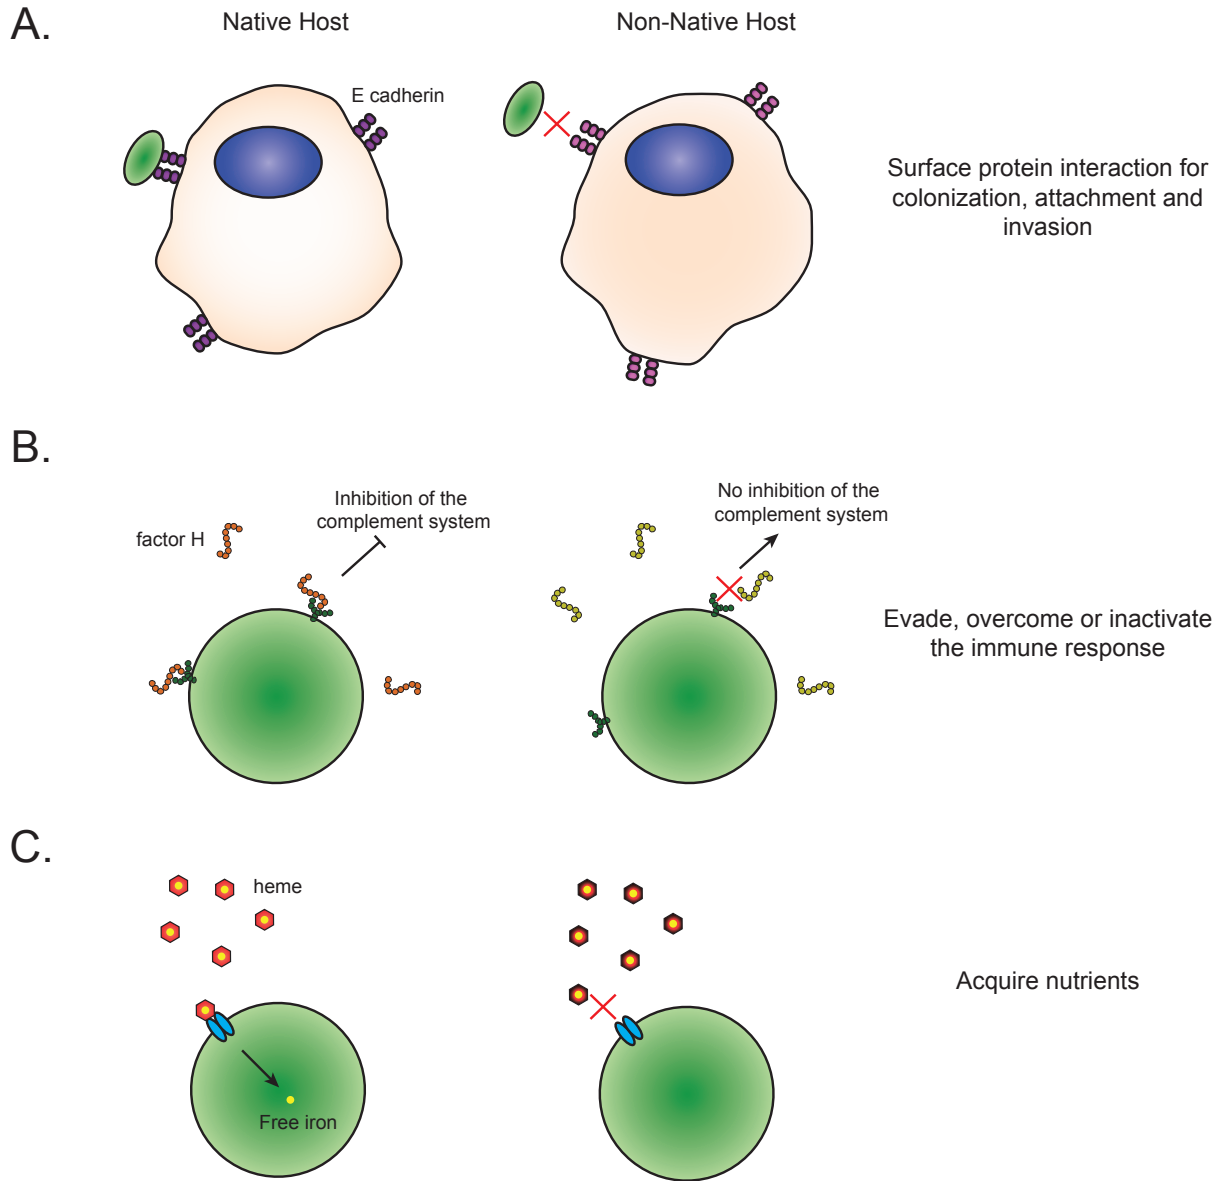 A.
Native Host
Non-Native Host
E cadherin
Surface protein interaction for
colonization, attachment and
invasion
B.
factor H
Inhibition of the
complement system
No inhibition of the
complement system
Evade, overcome or inactivate
the immune response
C.
heme
Free iron
Acquire nutrients